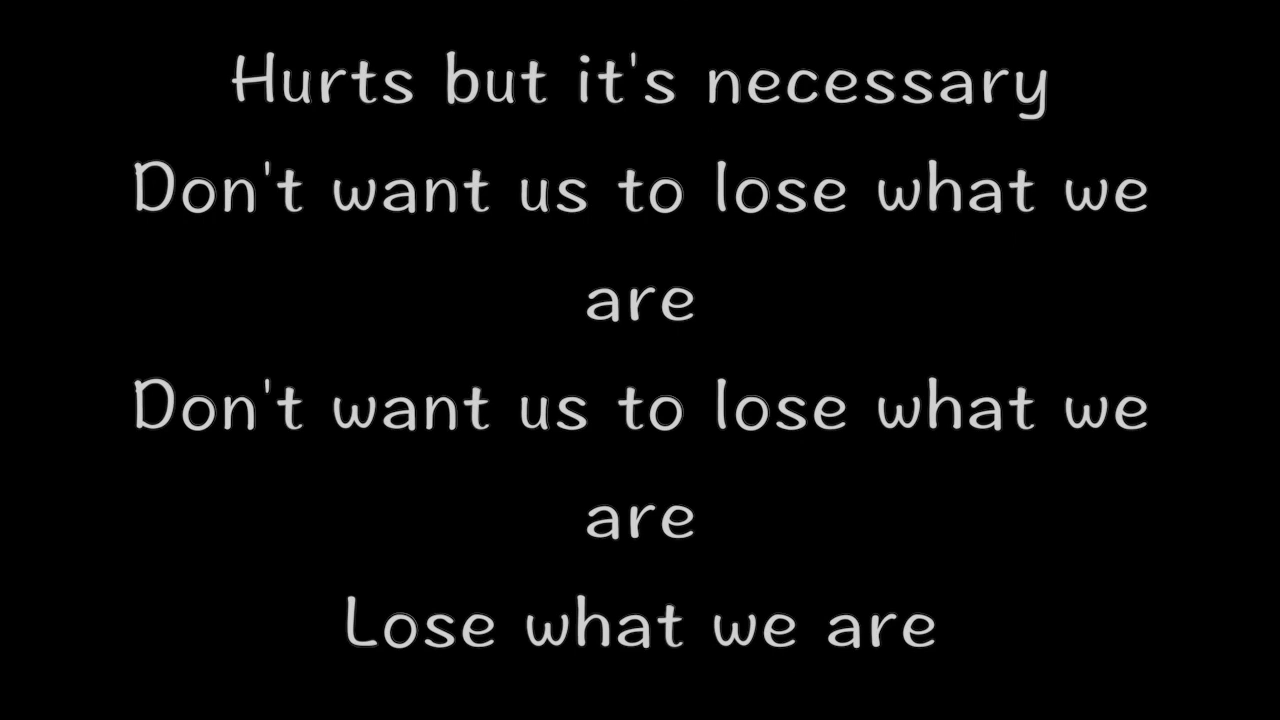 Hurts but it's necessary
Don't want us to lose what we
are
Don't want us to lose what we
are
Lose what we are